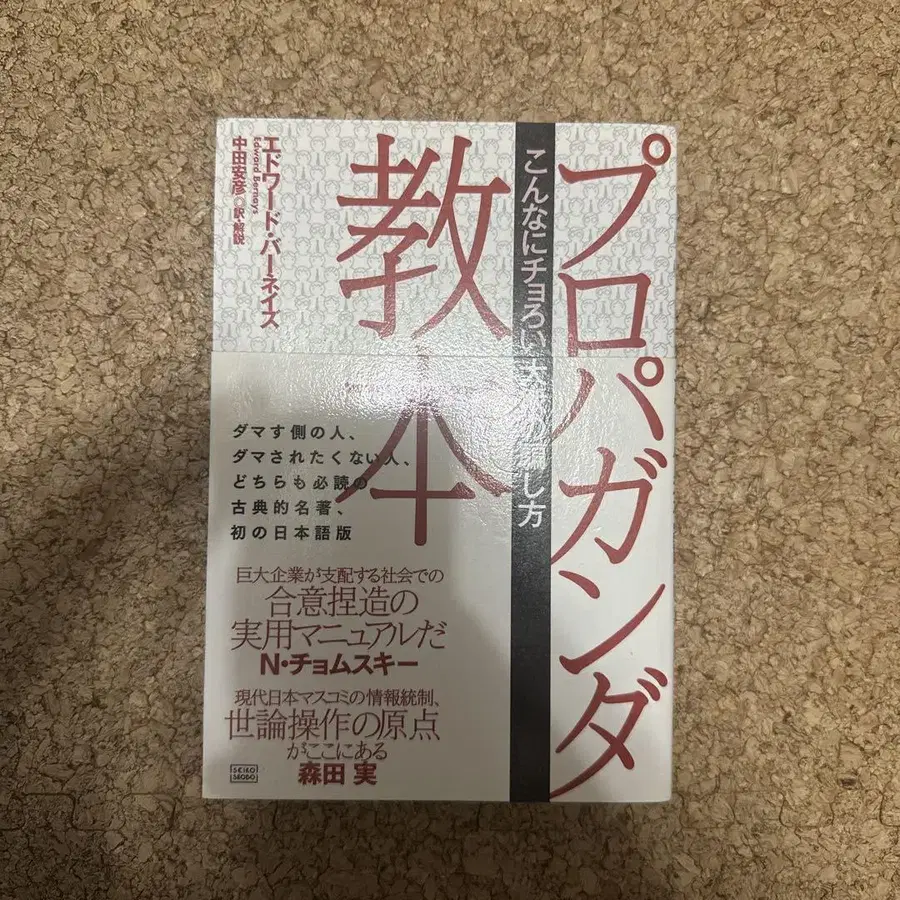 プロパガンダ
教本
こんなにチョろい大衆の騙し方
エドワード・バーネイズ
Edward Bernays
中田安彦◎訳・解説
ダマす側の人、
ダマされたくない人、
どちらも必読の
古典的名著、
初の日本語版
巨大企業が支配する社会での
合意捏造の
実用マニュアルだ
N・チョムスキー
現代日本マスコミの情報統制、
世論操作の原点
がここにある
森田 実
SEIKO
SHOBO